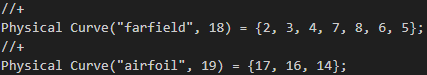 //+
Physical Curve("farfield", 18) = {2, 3, 4, 7, 8, 6, 5};
//+
Physical Curve("airfoil", 19) = {17, 16, 14};